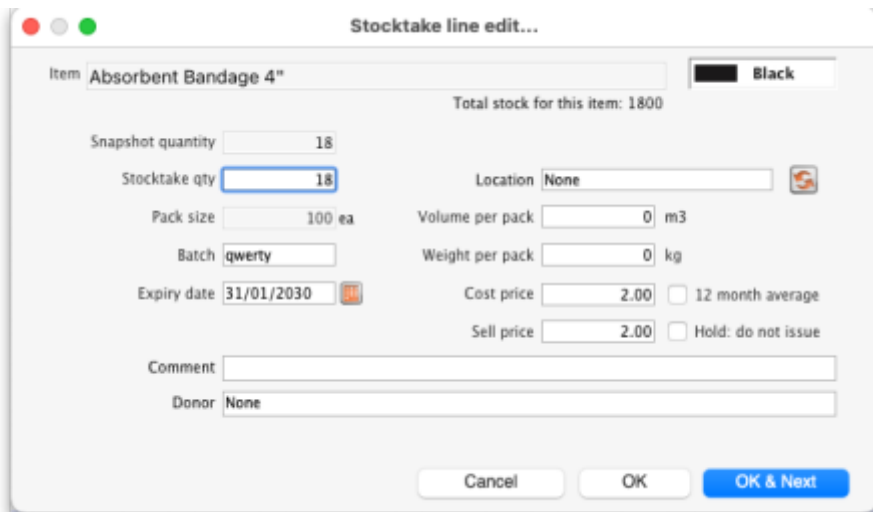 Stocktake line edit...
Item Absorbent Bandage 4" Black
Total stock for this item: 1800
Snapshot quantity 18
Stocktake qty 18 Location None
Pack size 100 ea Volume per pack 0 m3
Batch qwerty Weight per pack 0 kg
Expiry date 31/01/2030 Cost price 2.00 12 month average
Sell price 2.00 Hold: do not issue
Comment
Donor None
Cancel OK OK & Next